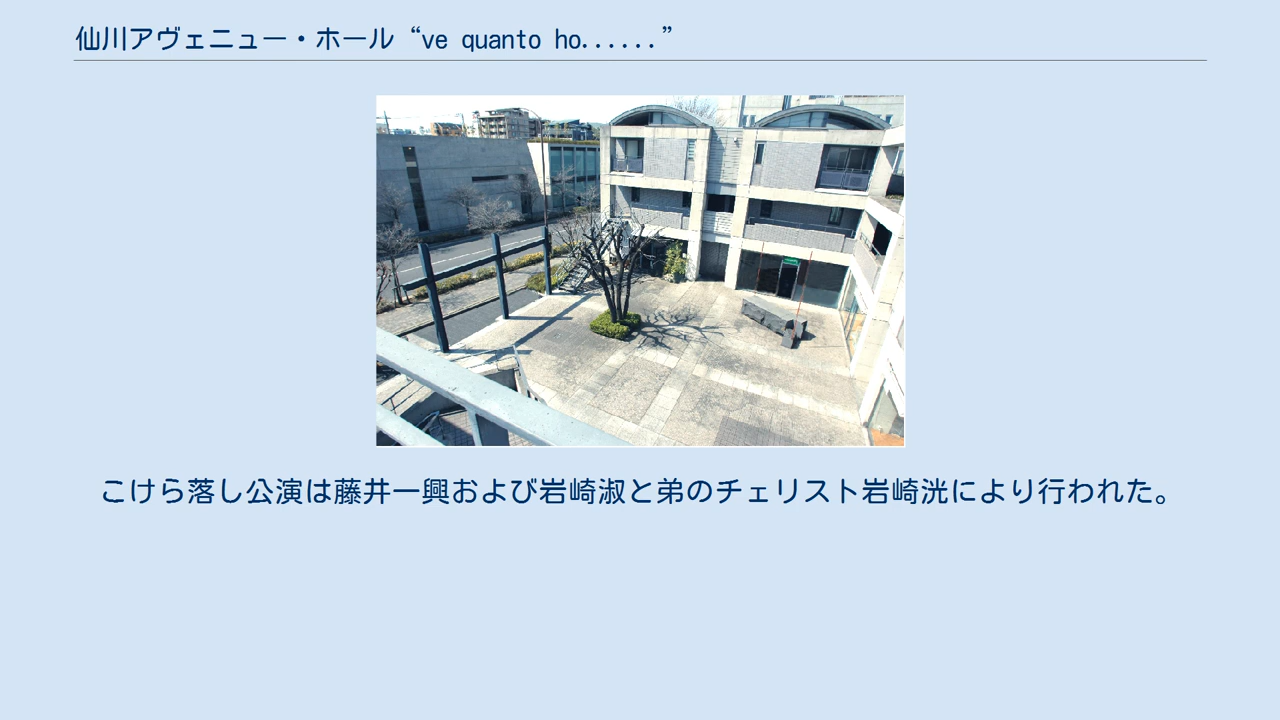 仙川アヴェニュー・ホール “ve quanto ho......”
こけら落し公演は藤井一興および岩崎淑と弟のチェリスト岩崎洸により行われた。